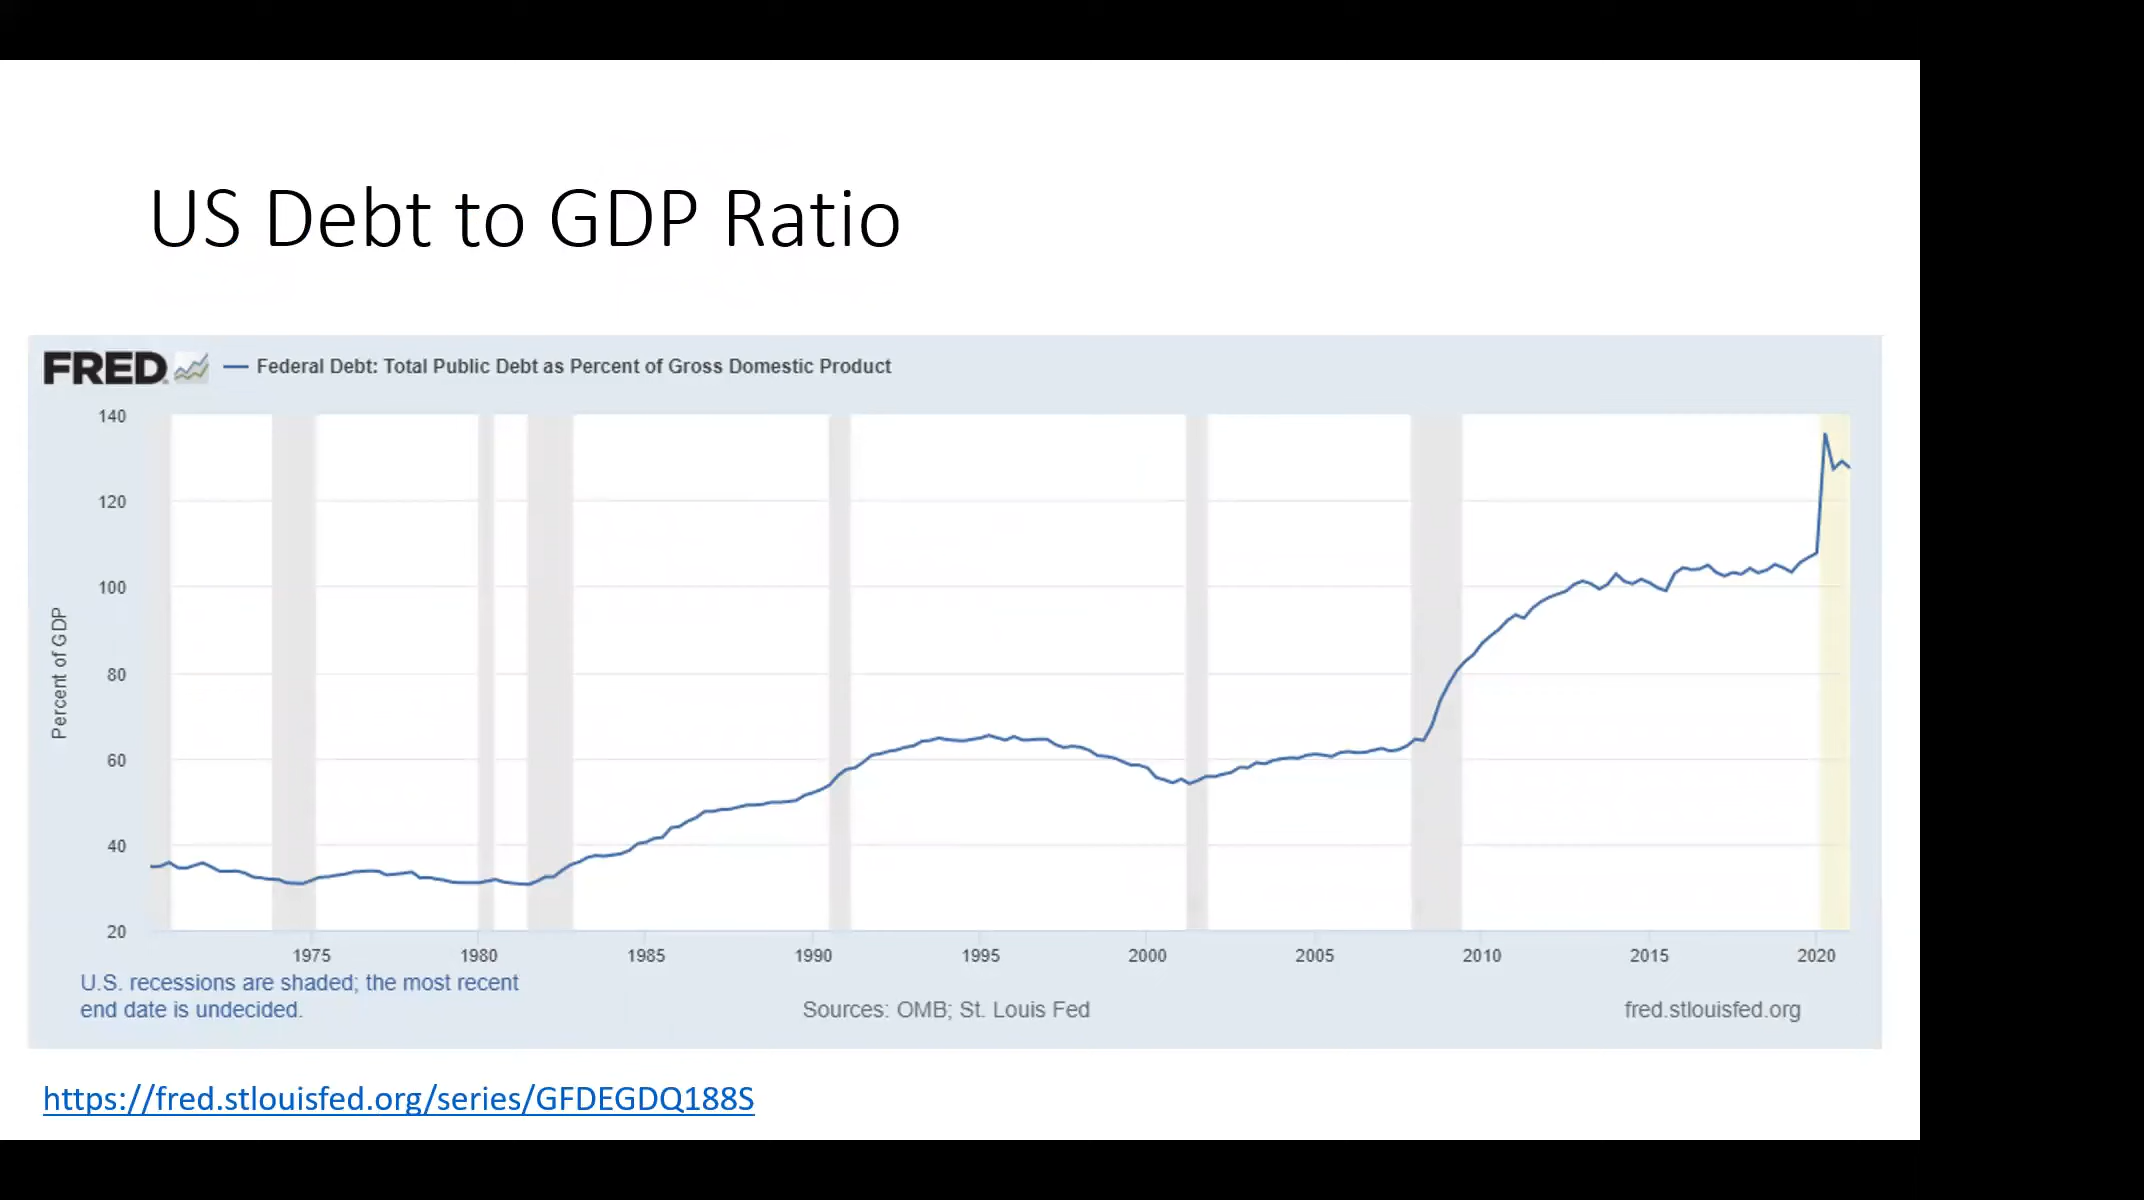 US Debt to GDP Ratio
FRED
Federal Debt: Total Public Debt as Percent of Gross Domestic Product
140
120
100
80
60
40
20
Percent of GDP
1975 1980 1985 1990 1995 2000 2005 2010 2015 2020
U.S. recessions are shaded; the most recent
end date is undecided.
Sources: OMB; St. Louis Fed
fred.stlouisfed.org
https://fred.stlouisfed.org/series/GFDEGDQ188S